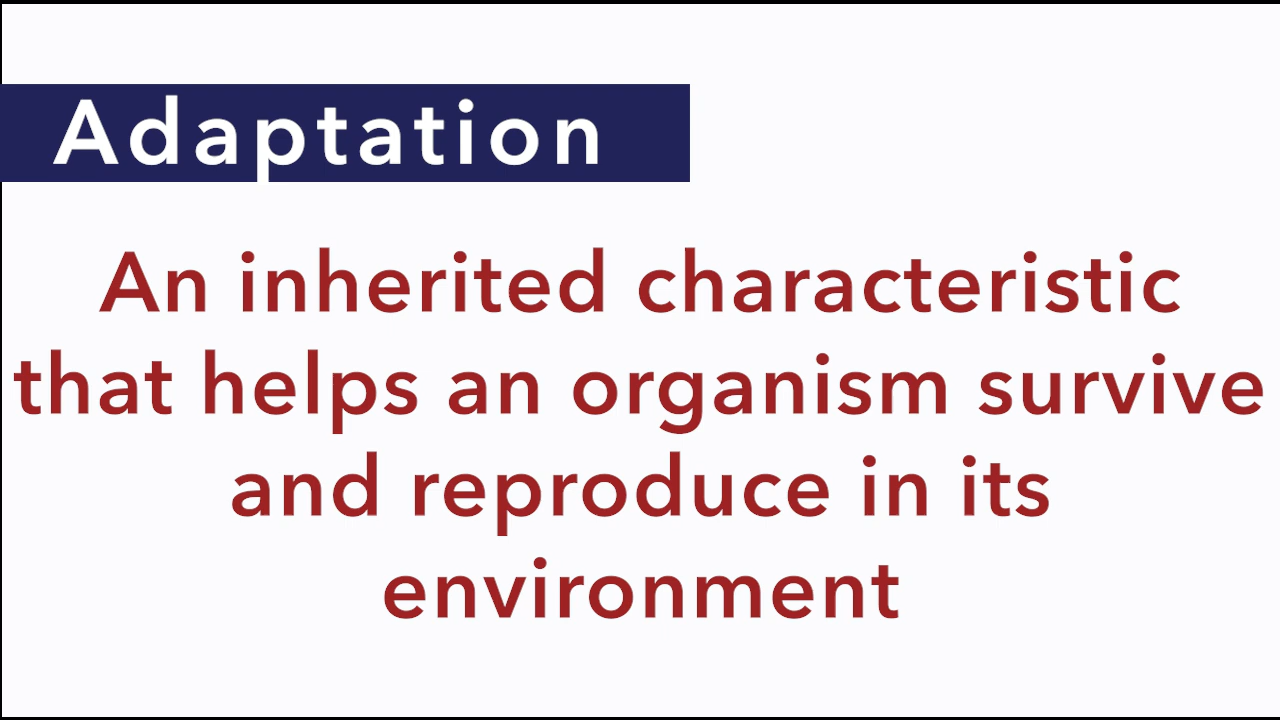 Adaptation
An inherited characteristic
that helps an organism survive
and reproduce in its
environment